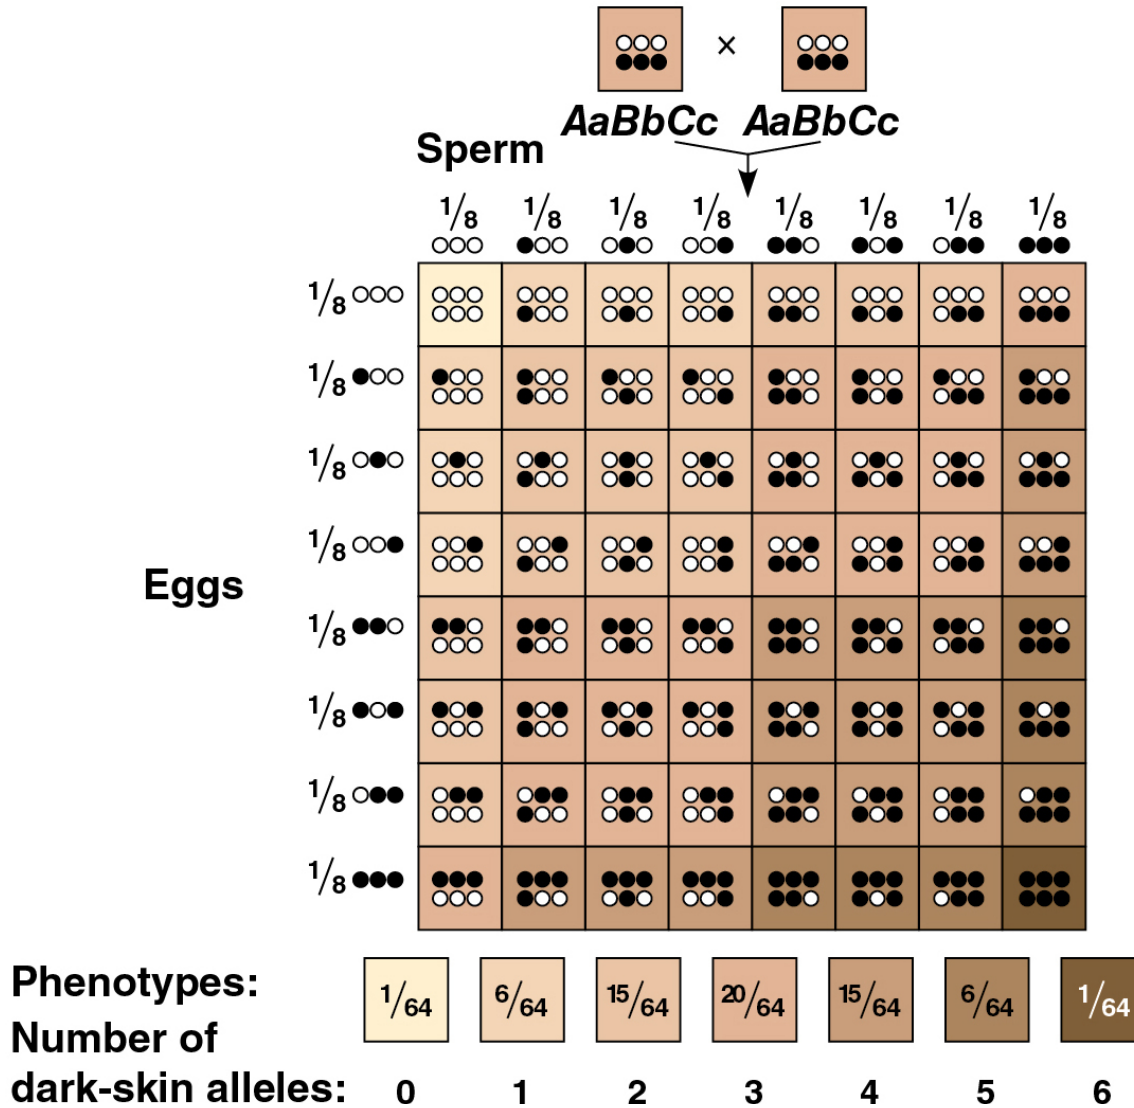 ×
AaBbCc AaBbCc
Sperm
1/8 1/8 1/8 1/8 1/8 1/8 1/8 1/8
1/8
1/8
1/8
1/8
Eggs
1/8
1/8
1/8
1/8
Phenotypes: 1/64 6/64 15/64 20/64 15/64 6/64 1/64
Number of
dark-skin alleles: 0 1 2 3 4 5 6